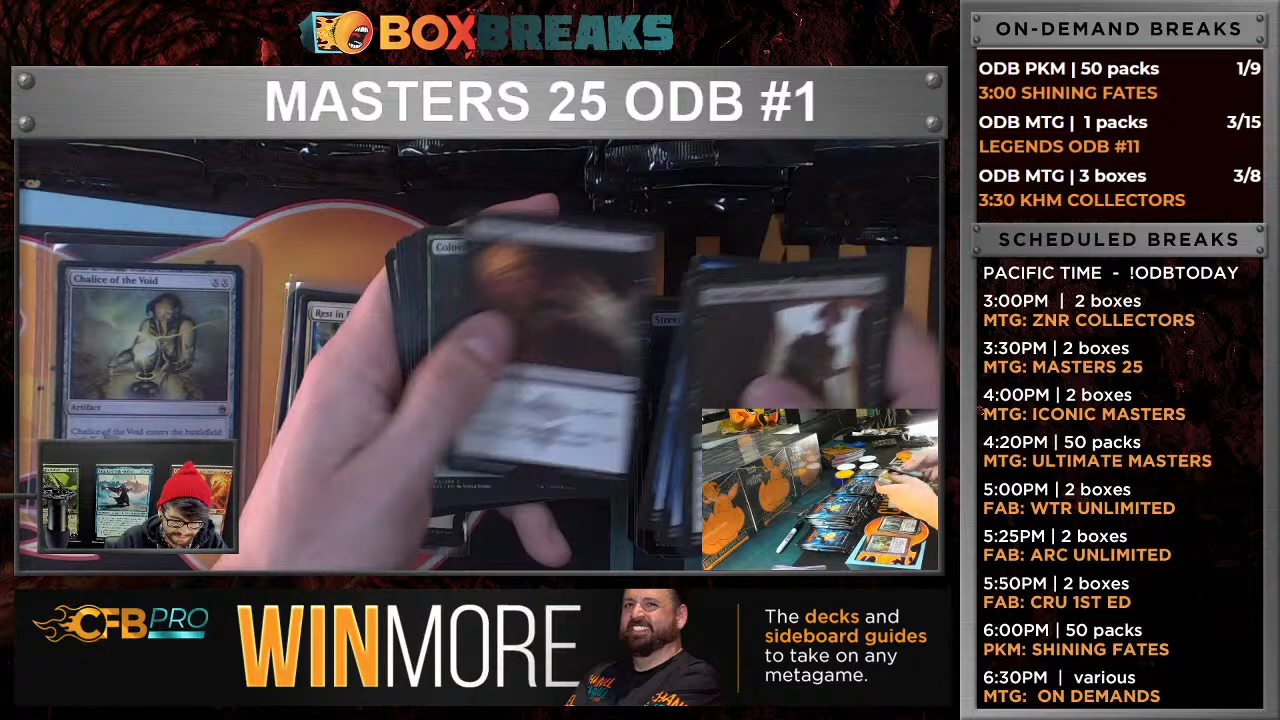 BOXBREAKS
MASTERS 25 ODB #1
Chalice of the Void
Artifact
Chalice of the Void enters the battlefield
Rest in
Colos
CFBPRO
WINMORE
The decks and
sideboard guides
to take on any
metagame.
ON-DEMAND BREAKS
ODB PKM | 50 packs 1/9
3:00 SHINING FATES
ODB MTG | 1 packs 3/15
LEGENDS ODB #11
ODB MTG | 3 boxes 3/8
3:30 KHM COLLECTORS
SCHEDULED BREAKS
PACIFIC TIME - !ODBTODAY
3:00PM | 2 boxes
MTG: ZNR COLLECTORS
3:30PM | 2 boxes
MTG: MASTERS 25
4:00PM | 2 boxes
MTG: ICONIC MASTERS
4:20PM | 50 packs
MTG: ULTIMATE MASTERS
5:00PM | 2 boxes
FAB: WTR UNLIMITED
5:25PM | 2 boxes
FAB: ARC UNLIMITED
5:50PM | 2 boxes
FAB: CRU 1ST ED
6:00PM | 50 packs
PKM: SHINING FATES
6:30PM | various
MTG: ON DEMANDS